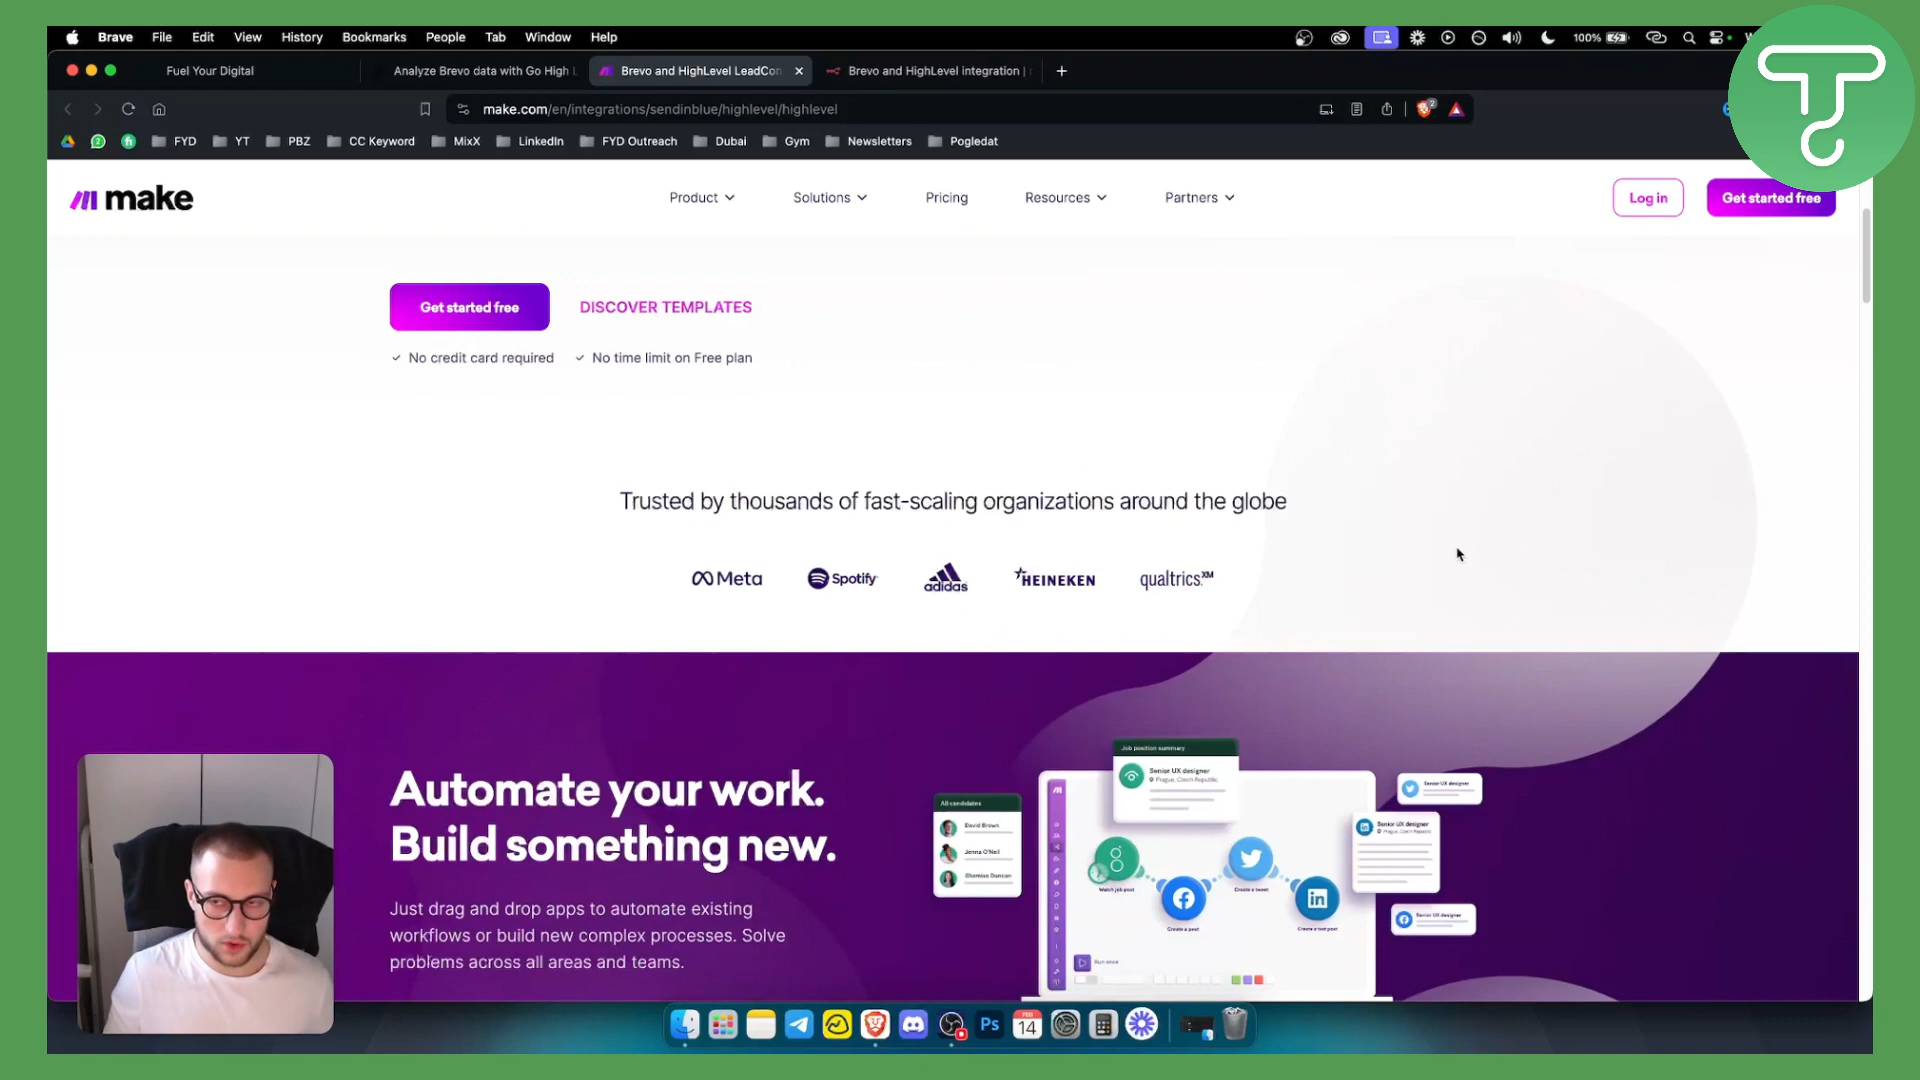 Brave File Edit View History Bookmarks People Tab Window Help
100%
Fuel Your Digital
Analyze Brevo data with Go High L
Brevo and HighLevel LeadCon
Brevo and HighLevel integration |
make.com/en/integrations/sendinblue/highlevel/highlevel
2
FYD YT PBZ CC Keyword MixX LinkedIn FYD Outreach Dubai Gym Newsletters Pogledat
make
Product Solutions Pricing Resources Partners
Log in
Get started free
Get started free
DISCOVER TEMPLATES
No credit card required
No time limit on Free plan
Trusted by thousands of fast-scaling organizations around the globe
Meta
Spotify
adidas
HEINEKEN
qualtrics.XM
Automate your work.
Build something new.
Just drag and drop apps to automate existing
workflows or build new complex processes. Solve
problems across all areas and teams.
Job position summary
Senior UX designer
Prague, Czech Republic
All candidates
David Brown
Jenna O'Neil
Shamisa Duncan
Watch job post
Create a post
Create a tweet
Create a text post
Run once
Senior UX designer
Senior UX designer
Prague, Czech Republic
Senior UX designer
Ps
FEB
14